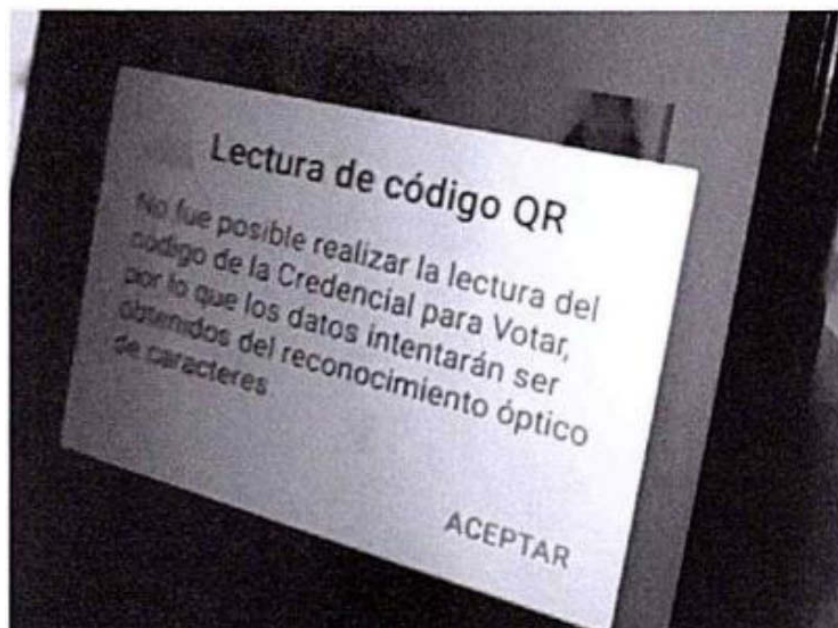 Lectura de código QR
No fue posible realizar la lectura del
código de la Credencial para Votar,
por lo que los datos intentarán ser
obtenidos del reconocimiento óptico
de caracteres
ACEPTAR